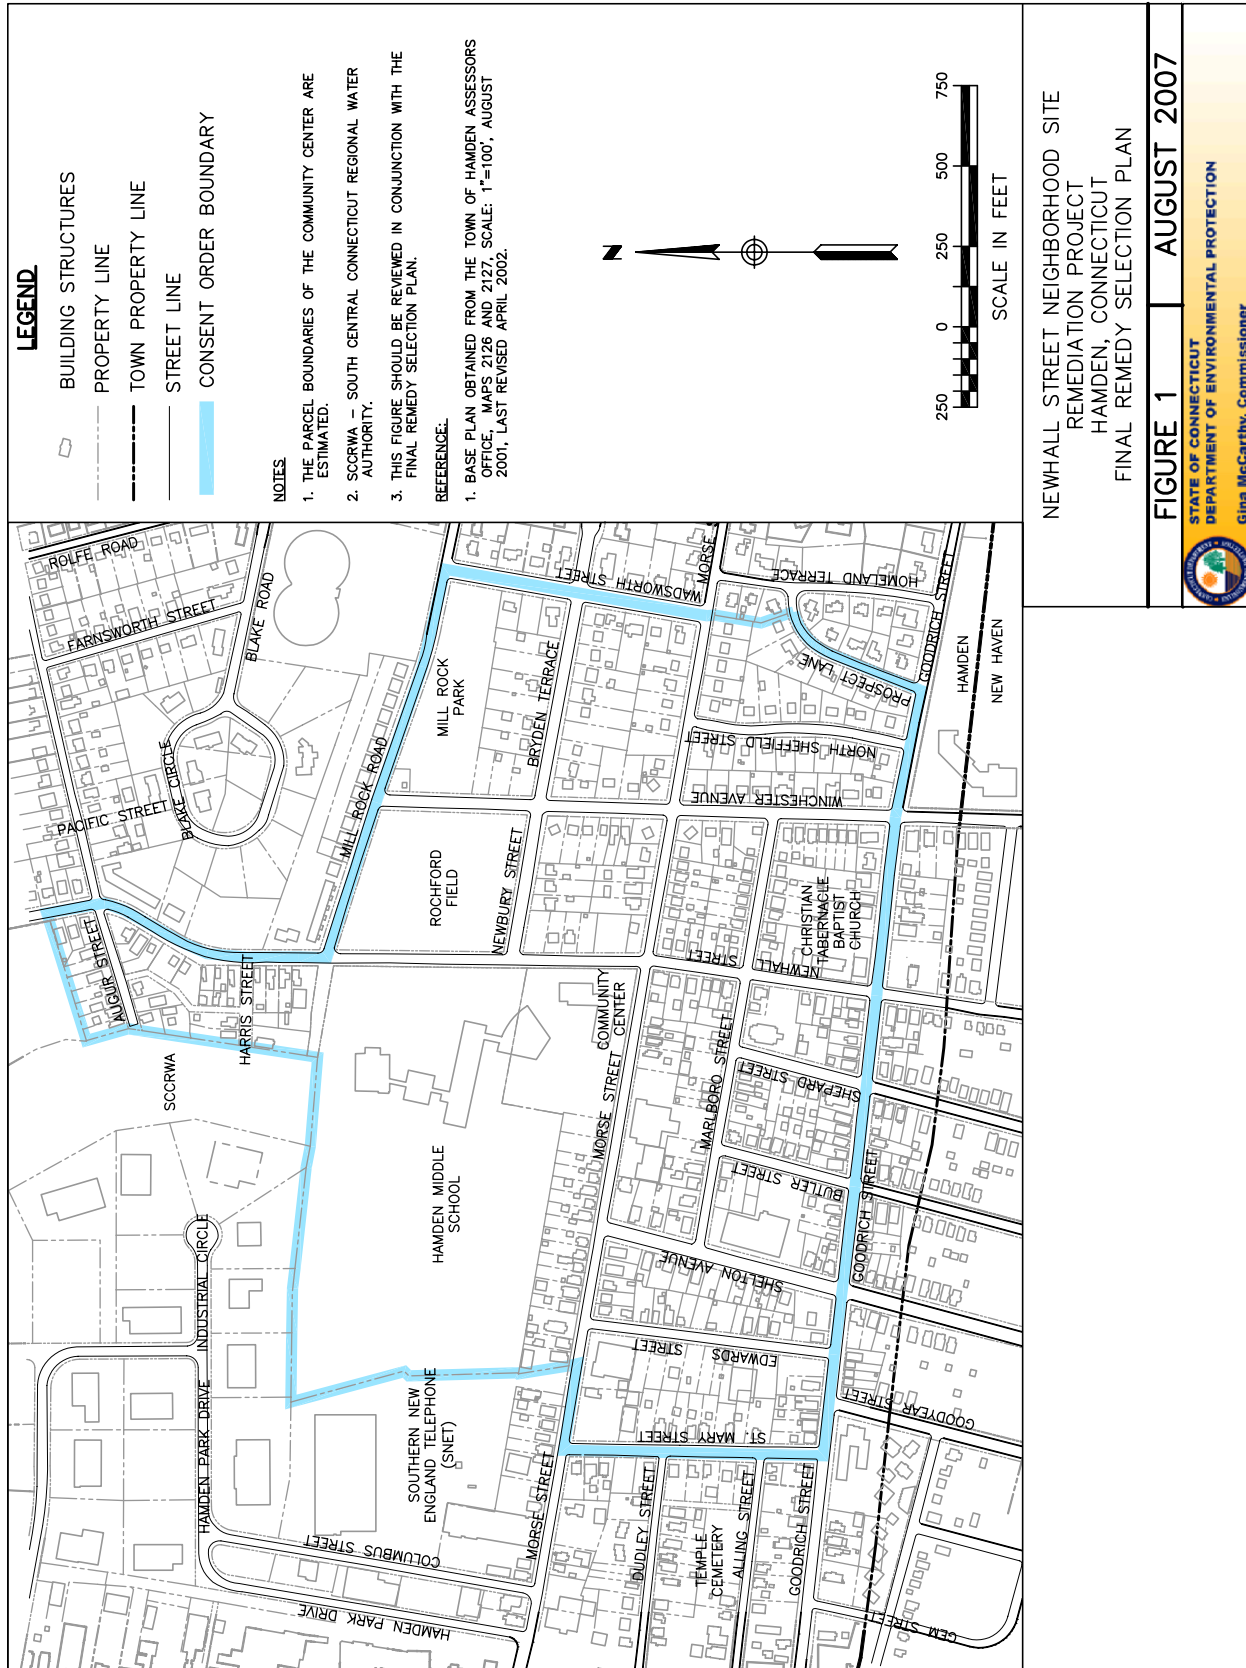 LEGEND
BUILDING STRUCTURES
PROPERTY LINE
TOWN PROPERTY LINE
STREET LINE
CONSENT ORDER BOUNDARY
NOTES
1. THE PARCEL BOUNDARIES OF THE COMMUNITY CENTER ARE
ESTIMATED.
2. SCCRWA – SOUTH CENTRAL CONNECTICUT REGIONAL WATER
AUTHORITY.
3. THIS FIGURE SHOULD BE REVIEWED IN CONJUNCTION WITH THE
FINAL REMEDY SELECTION PLAN.
REFERENCE:
1. BASE PLAN OBTAINED FROM THE TOWN OF HAMDEN ASSESSORS
OFFICE, MAPS 2126 AND 2127, SCALE: 1"=100', AUGUST
2001, LAST REVISED APRIL 2002.
N
250 0 250 500 750
SCALE IN FEET
NEWHALL STREET NEIGHBORHOOD SITE
REMEDIATION PROJECT
HAMDEN, CONNECTICUT
FINAL REMEDY SELECTION PLAN
FIGURE 1
AUGUST 2007
STATE OF CONNECTICUT
DEPARTMENT OF ENVIRONMENTAL PROTECTION
Gina McCarthy, Commissioner
ROLFE ROAD
FARNSWORTH STREET
BLAKE ROAD
PACIFIC STREET
BLAKE CIRCLE
MILL ROCK ROAD
AUGUR STREET
HARRIS STREET
SCCRWA
INDUSTRIAL CIRCLE
HAMDEN PARK DRIVE
HAMDEN PARK DRIVE
COLUMBUS STREET
MILL ROCK
PARK
ROCHFORD
FIELD
NEWBURY STREET
BRYDEN TERRACE
WADSWORTH STREET
MORSE
HOMELAND TERRACE
GOODRICH STREET
PROSPECT LANE
NORTH SHEFFIELD STREET
WINCHESTER AVENUE
HAMDEN
NEW HAVEN
CHRISTIAN
TABERNACLE
BAPTIST
CHURCH
NEWHALL
STREET
COMMUNITY
CENTER
MORSE STREET
MARLBORO STREET
SHEPARD STREET
BUTLER STREET
GOODRICH STREET
HAMDEN MIDDLE
SCHOOL
SHELTON AVENUE
EDWARDS STREET
SOUTHERN NEW
ENGLAND TELEPHONE
(SNET)
ST. MARY STREET
GOODYEAR STREET
MORSE STREET
DUDLEY STREET
TEMPLE
CEMETERY
ALLING STREET
GOODRICH STREET
GEM STREET